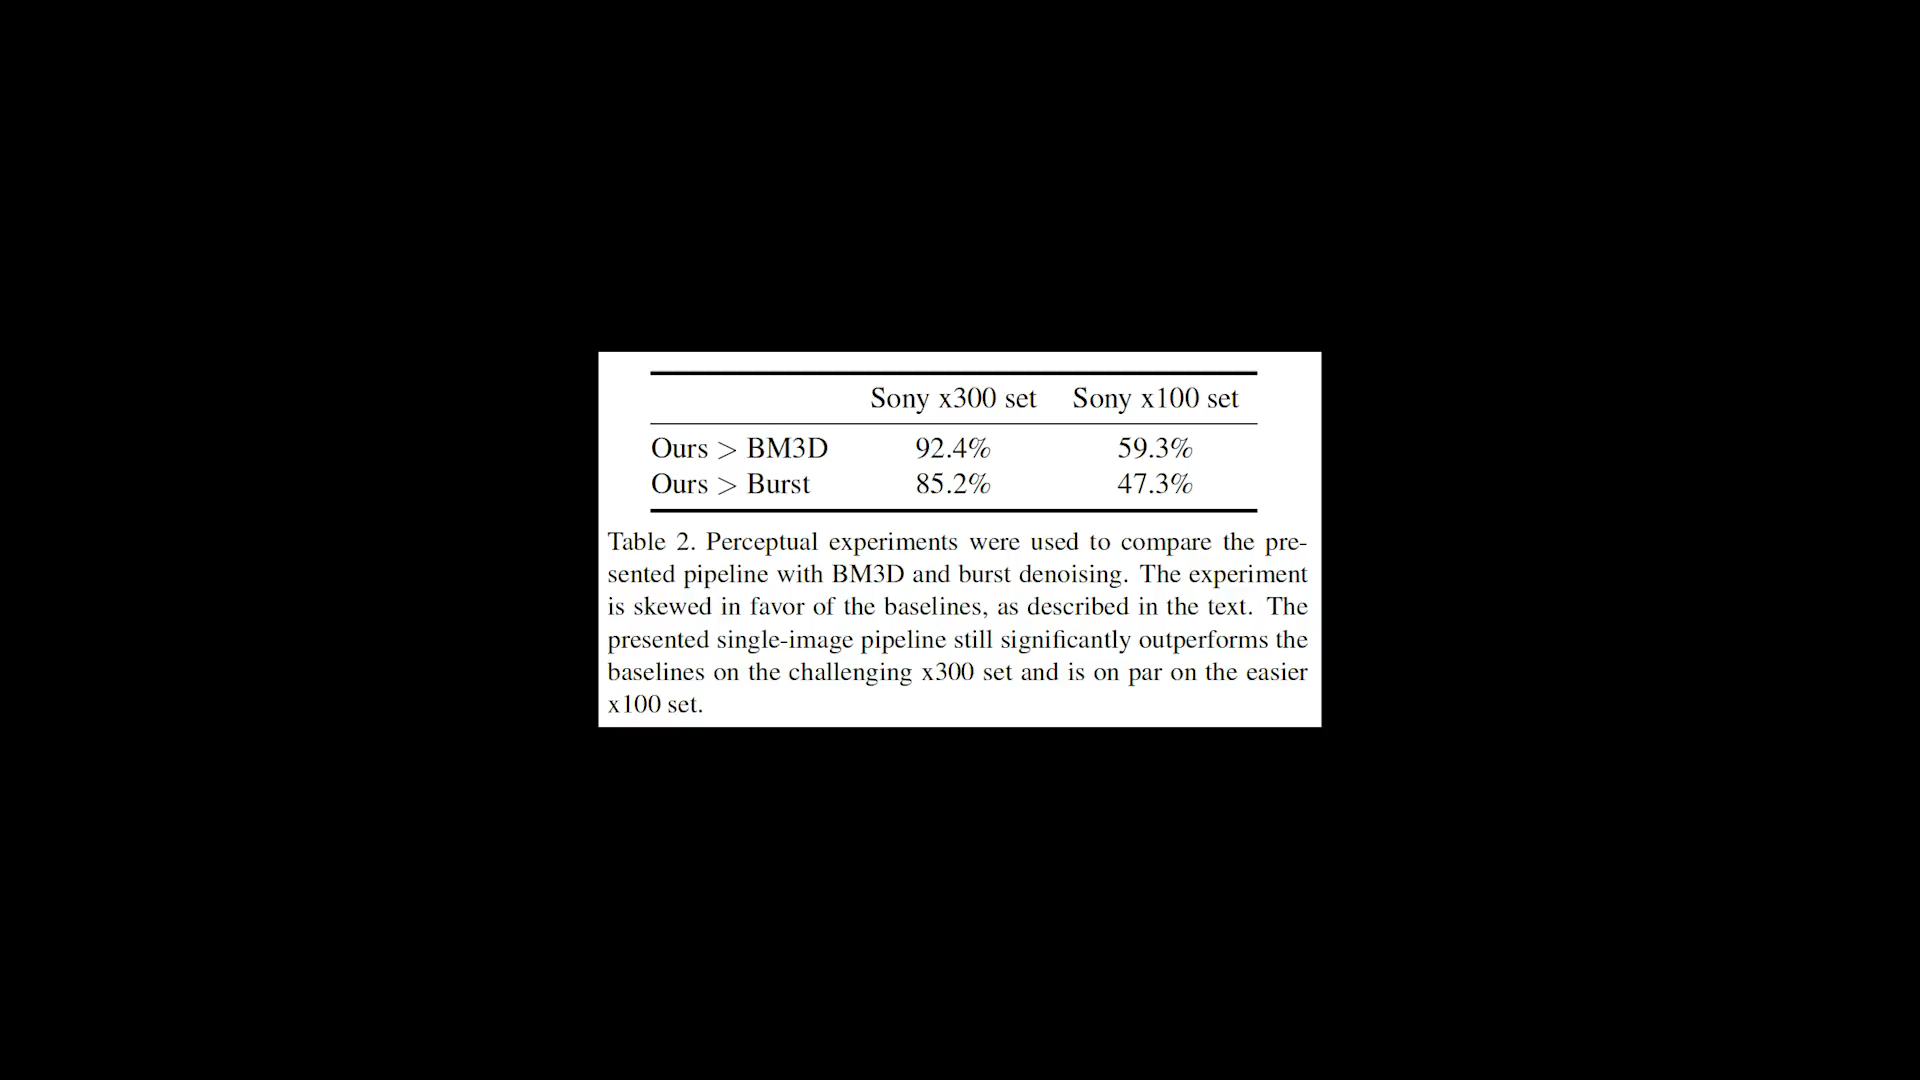 Sony x300 set Sony x100 set
Ours > BM3D 92.4% 59.3%
Ours > Burst 85.2% 47.3%
Table 2. Perceptual experiments were used to compare the pre-
sented pipeline with BM3D and burst denoising. The experiment
is skewed in favor of the baselines, as described in the text. The
presented single-image pipeline still significantly outperforms the
baselines on the challenging x300 set and is on par on the easier
x100 set.